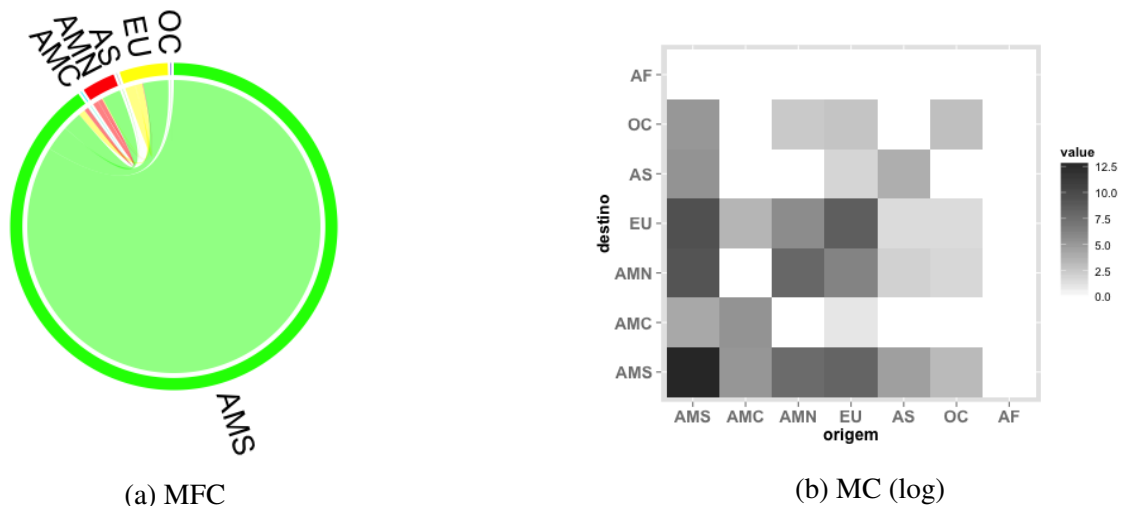 AMC
AMN
AS
EU
OC
AMS
(a) MFC
destino
AF
OC
AS
EU
AMN
AMC
AMS
AMS AMC AMN EU AS OC AF
origem
value
12.5
10.0
7.5
5.0
2.5
0.0
(b) MC (log)